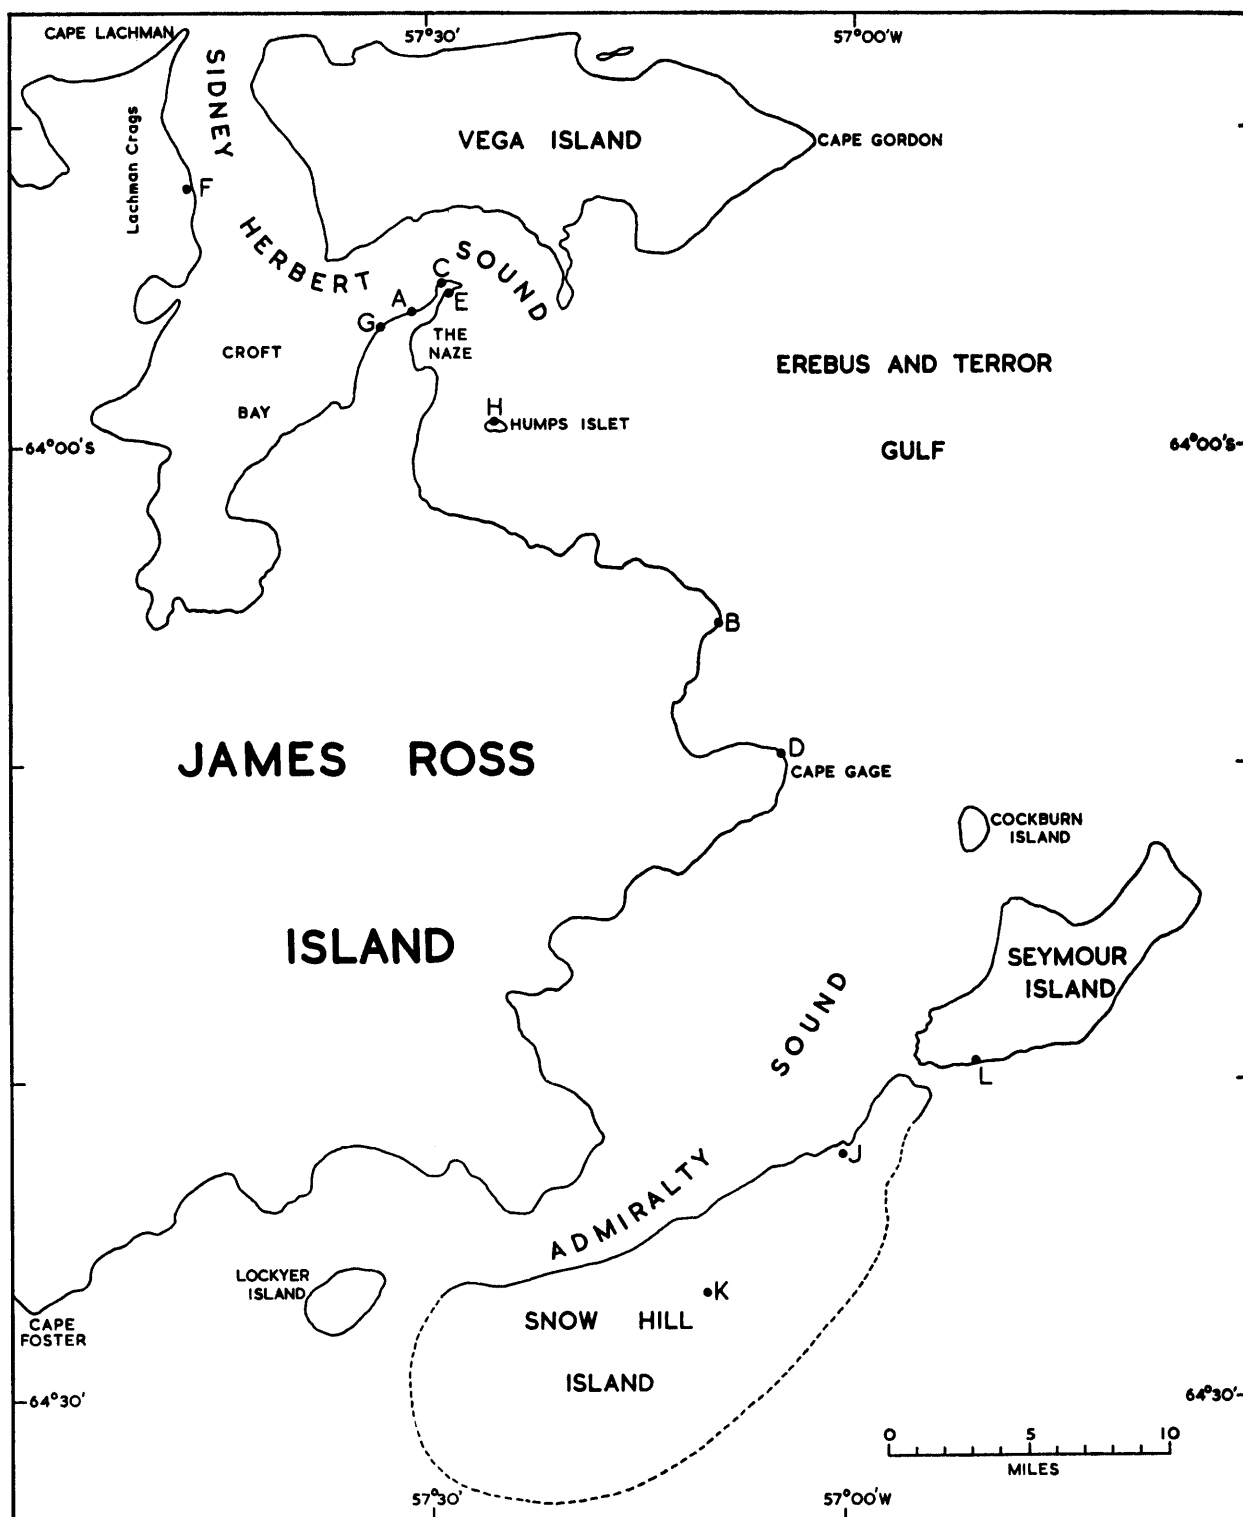 CAPE LACHMAN
57°30'
57°00'W
SIDNEY
Lachman Crags
VEGA ISLAND
CAPE GORDON
F
HERBERT
SOUND
C
A
E
G
THE
NAZE
CROFT
BAY
EREBUS AND TERROR
GULF
H
HUMPS ISLET
64°00'S
64°00'S
B
JAMES ROSS
ISLAND
D
CAPE GAGE
COCKBURN
ISLAND
SEYMOUR
ISLAND
L
ADMIRALTY
SOUND
J
LOCKYER
ISLAND
K
SNOW HILL
ISLAND
CAPE
FOSTER
64°30'
64°30'
0 5 10
MILES
57°30'
57°00'W